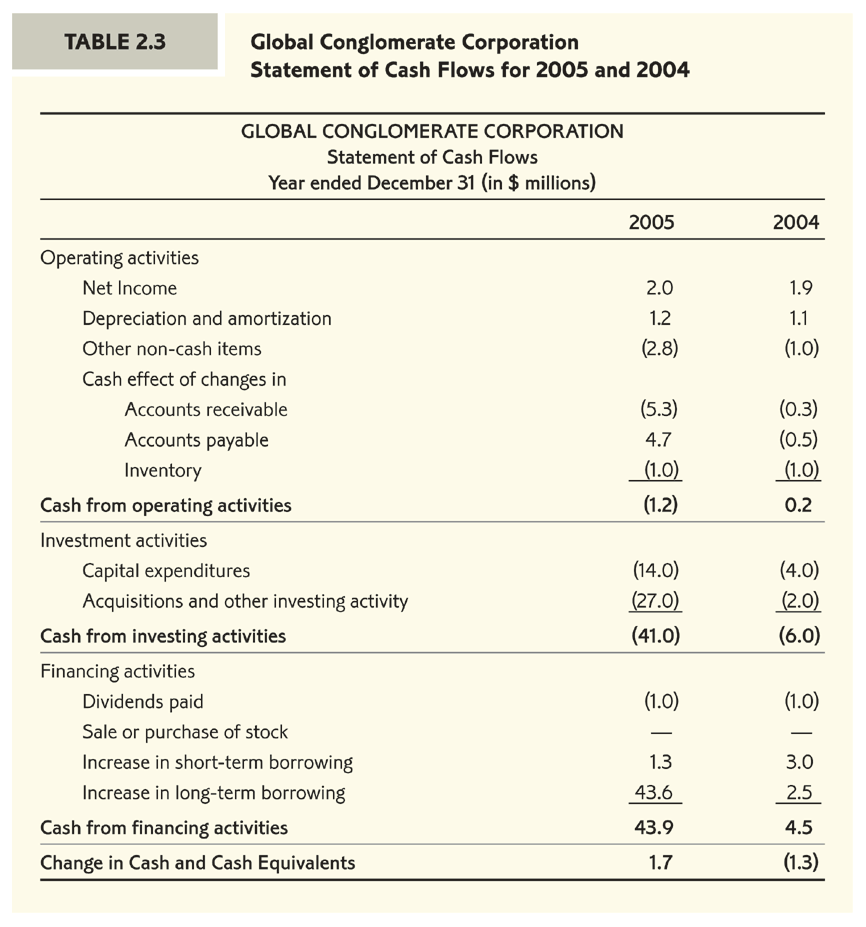 TABLE 2.3
Global Conglomerate Corporation
Statement of Cash Flows for 2005 and 2004
GLOBAL CONGLOMERATE CORPORATION
Statement of Cash Flows
Year ended December 31 (in $ millions)
2005 2004
Operating activities
Net Income 2.0 1.9
Depreciation and amortization 1.2 1.1
Other non-cash items (2.8) (1.0)
Cash effect of changes in
Accounts receivable (5.3) (0.3)
Accounts payable 4.7 (0.5)
Inventory (1.0) (1.0)
Cash from operating activities (1.2) 0.2
Investment activities
Capital expenditures (14.0) (4.0)
Acquisitions and other investing activity (27.0) (2.0)
Cash from investing activities (41.0) (6.0)
Financing activities
Dividends paid (1.0) (1.0)
Sale or purchase of stock — —
Increase in short-term borrowing 1.3 3.0
Increase in long-term borrowing 43.6 2.5
Cash from financing activities 43.9 4.5
Change in Cash and Cash Equivalents 1.7 (1.3)